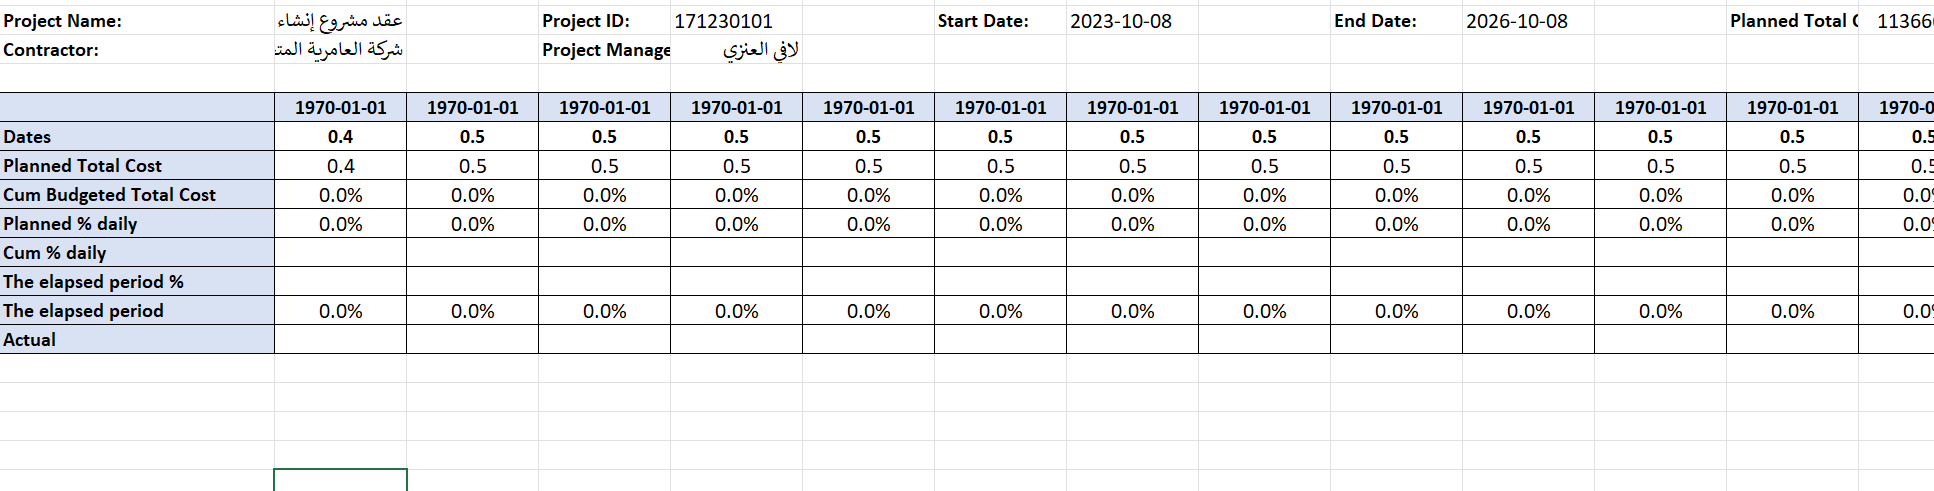 Project Name: عقد مشروع إنشاء Project ID: 171230101 Start Date: 2023-10-08 End Date: 2026-10-08 Planned Total
Contractor: شركة العامرية Project Manage لافي العنزي
1970-01-01 1970-01-01 1970-01-01 1970-01-01 1970-01-01 1970-01-01 1970-01-01 1970-01-01 1970-01-01 1970-01-01 1970-01-01 1970-01-01 1970-0
Dates 0.4 0.5 0.5 0.5 0.5 0.5 0.5 0.5 0.5 0.5 0.5 0.5 0.5
Planned Total Cost 0.4 0.5 0.5 0.5 0.5 0.5 0.5 0.5 0.5 0.5 0.5 0.5 0.5
Cum Budgeted Total Cost 0.0% 0.0% 0.0% 0.0% 0.0% 0.0% 0.0% 0.0% 0.0% 0.0% 0.0% 0.0% 0.0
Planned % daily 0.0% 0.0% 0.0% 0.0% 0.0% 0.0% 0.0% 0.0% 0.0% 0.0% 0.0% 0.0% 0.0
Cum % daily
The elapsed period %
The elapsed period 0.0% 0.0% 0.0% 0.0% 0.0% 0.0% 0.0% 0.0% 0.0% 0.0% 0.0% 0.0% 0.0
Actual